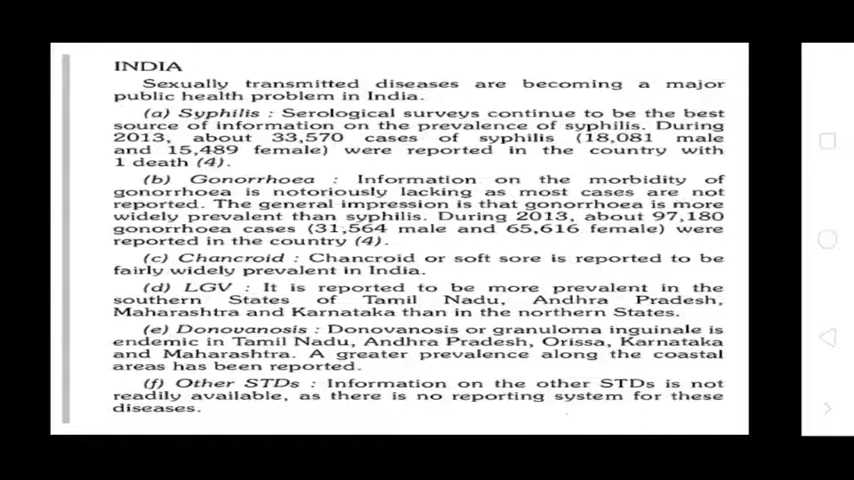 INDIA
Sexually transmitted diseases are becoming a major
public health problem in India.
(a) Syphilis : Serological surveys continue to be the best
source of information on the prevalence of syphilis. During
2013, about 33,570 cases of syphilis (18,081 male
and 15,489 female) were reported in the country with
1 death (4).
(b) Gonorrhoea : Information on the morbidity of
gonorrhoea is notoriously lacking as most cases are not
reported. The general impression is that gonorrhoea is more
widely prevalent than syphilis. During 2013, about 97,180
gonorrhoea cases (31,564 male and 65,616 female) were
reported in the country (4).
(c) Chancroid : Chancroid or soft sore is reported to be
fairly widely prevalent in India.
(d) LGV : It is reported to be more prevalent in the
southern States of Tamil Nadu, Andhra Pradesh,
Maharashtra and Karnataka than in the northern States.
(e) Donovanosis : Donovanosis or granuloma inguinale is
endemic in Tamil Nadu, Andhra Pradesh, Orissa, Karnataka
and Maharashtra. A greater prevalence along the coastal
areas has been reported.
(f) Other STDs : Information on the other STDs is not
readily available, as there is no reporting system for these
diseases.